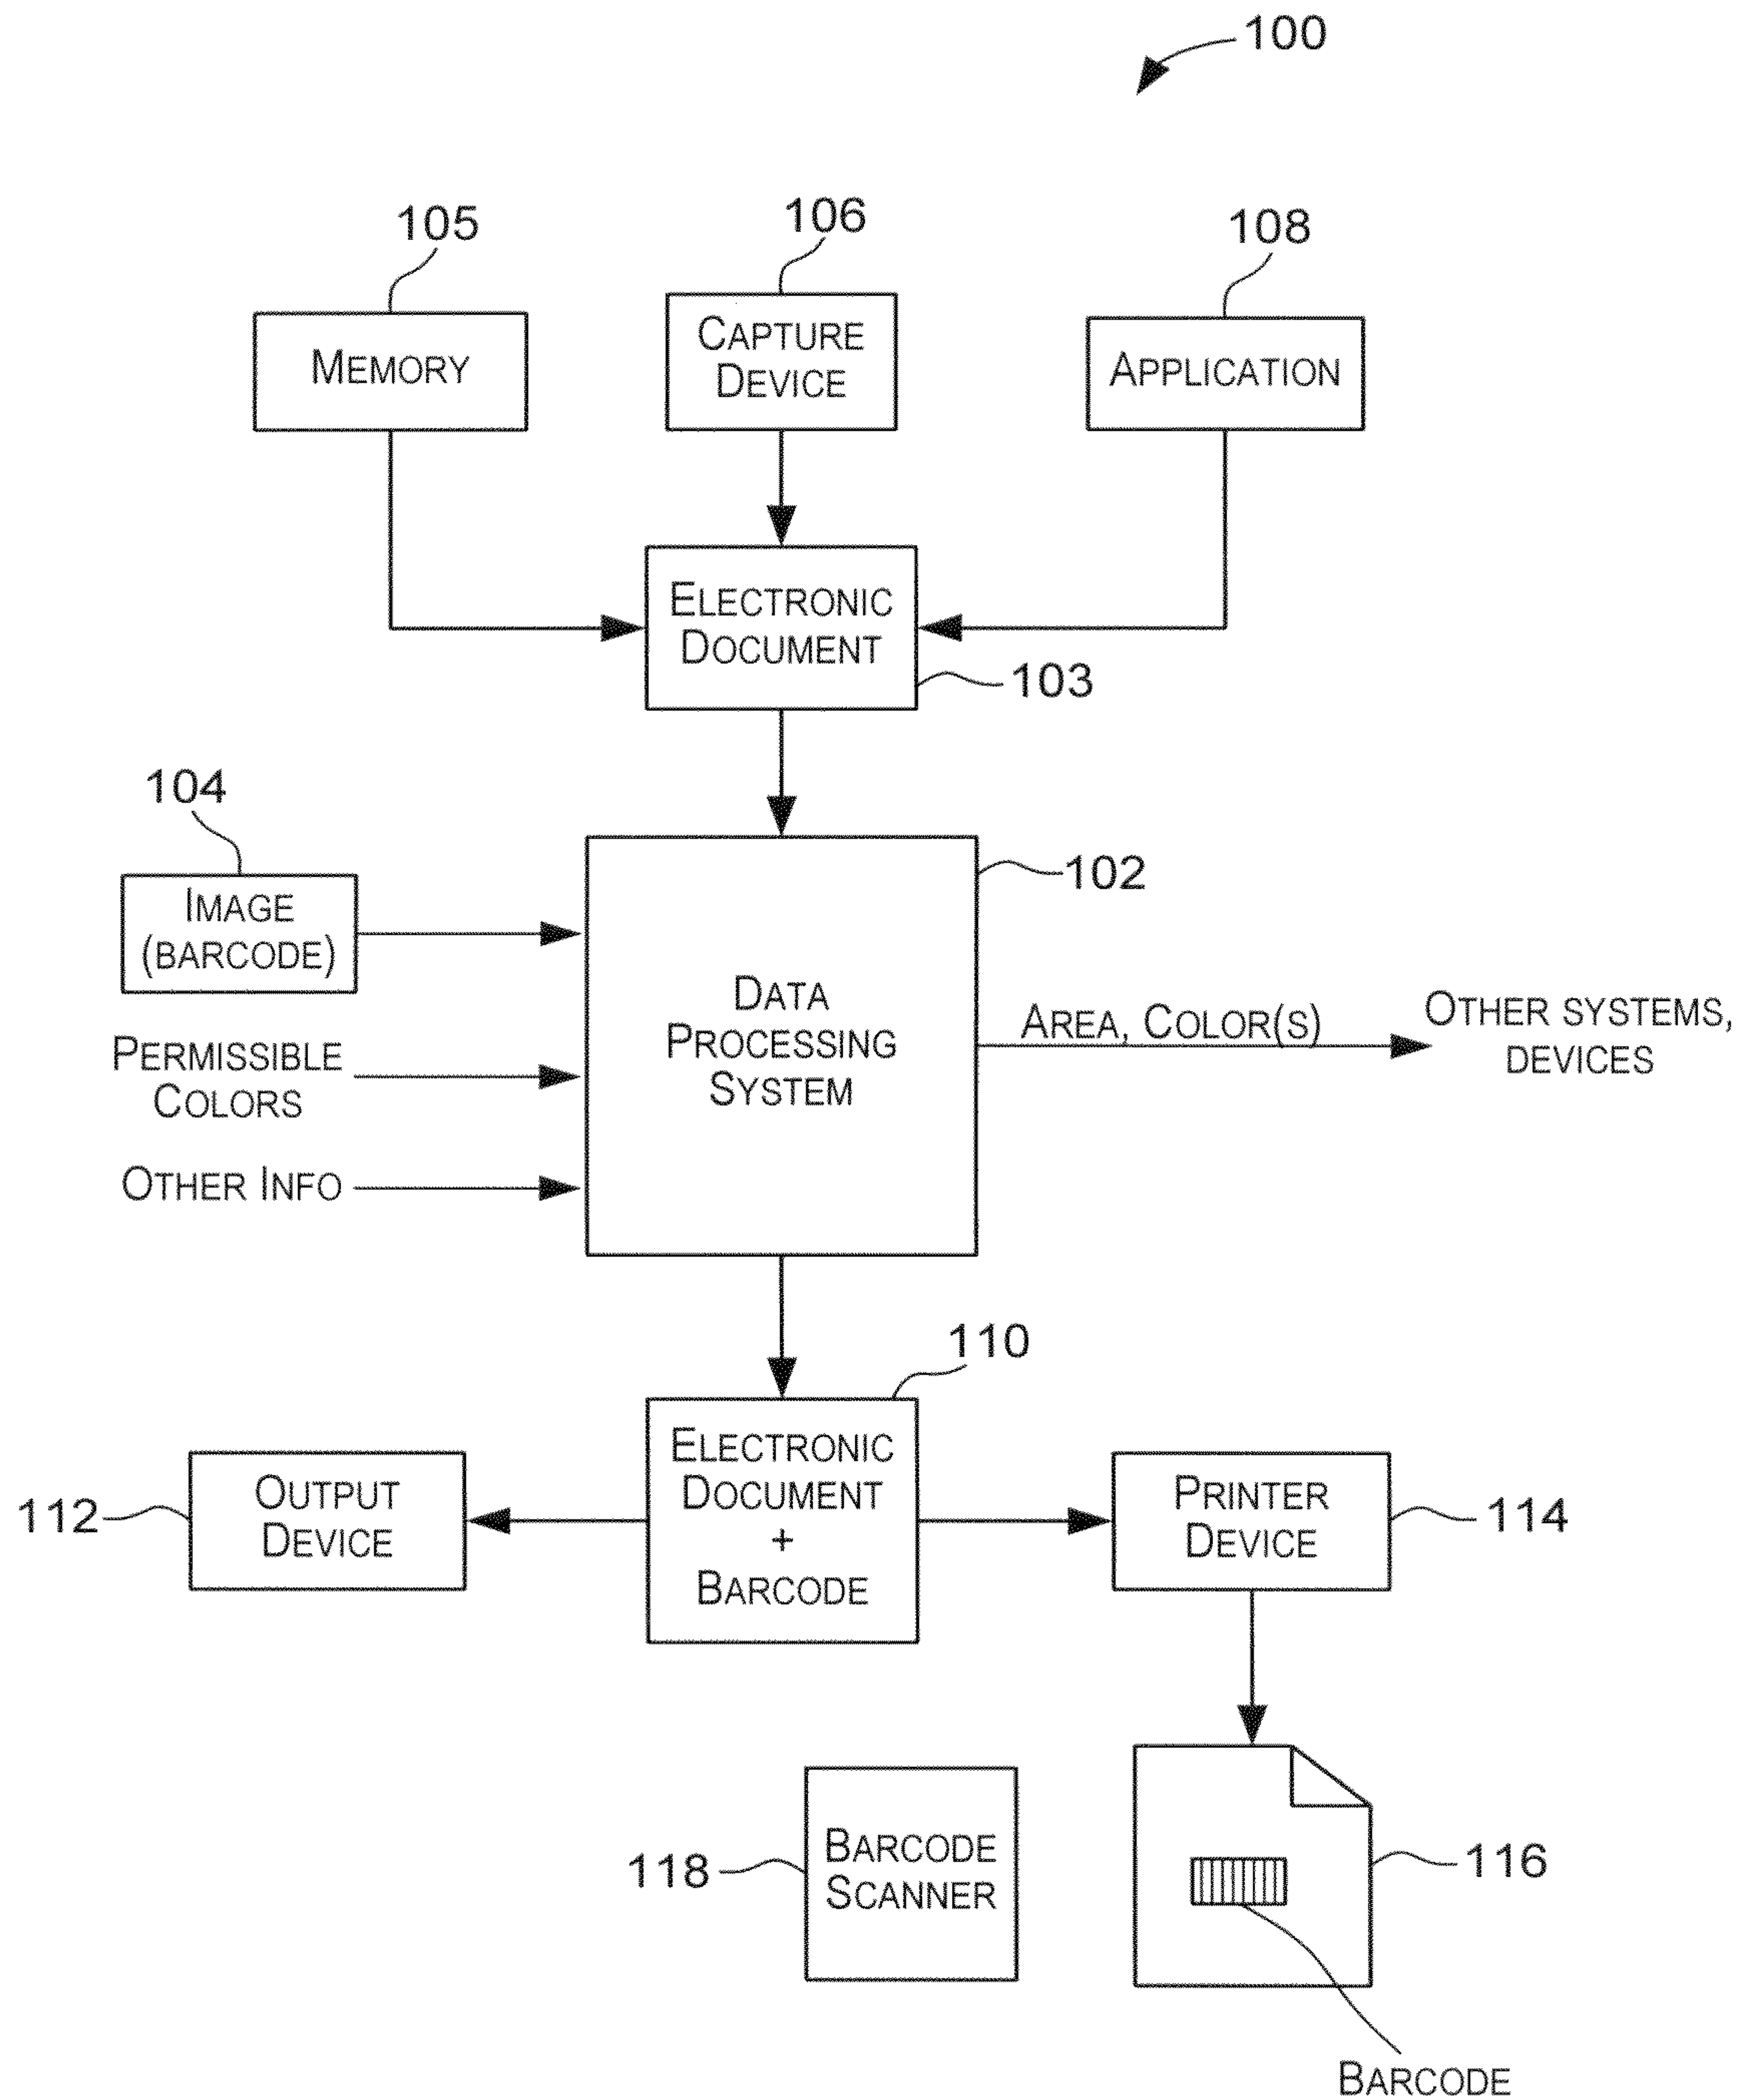 100
105
106
108
MEMORY
CAPTURE
DEVICE
APPLICATION
ELECTRONIC
DOCUMENT
103
104
102
IMAGE
(BARCODE)
DATA
PROCESSING
SYSTEM
AREA, COLOR(S)
OTHER SYSTEMS,
DEVICES
PERMISSIBLE
COLORS
OTHER INFO
110
ELECTRONIC
DOCUMENT
+
BARCODE
112
OUTPUT
DEVICE
PRINTER
DEVICE
114
118
BARCODE
SCANNER
116
BARCODE